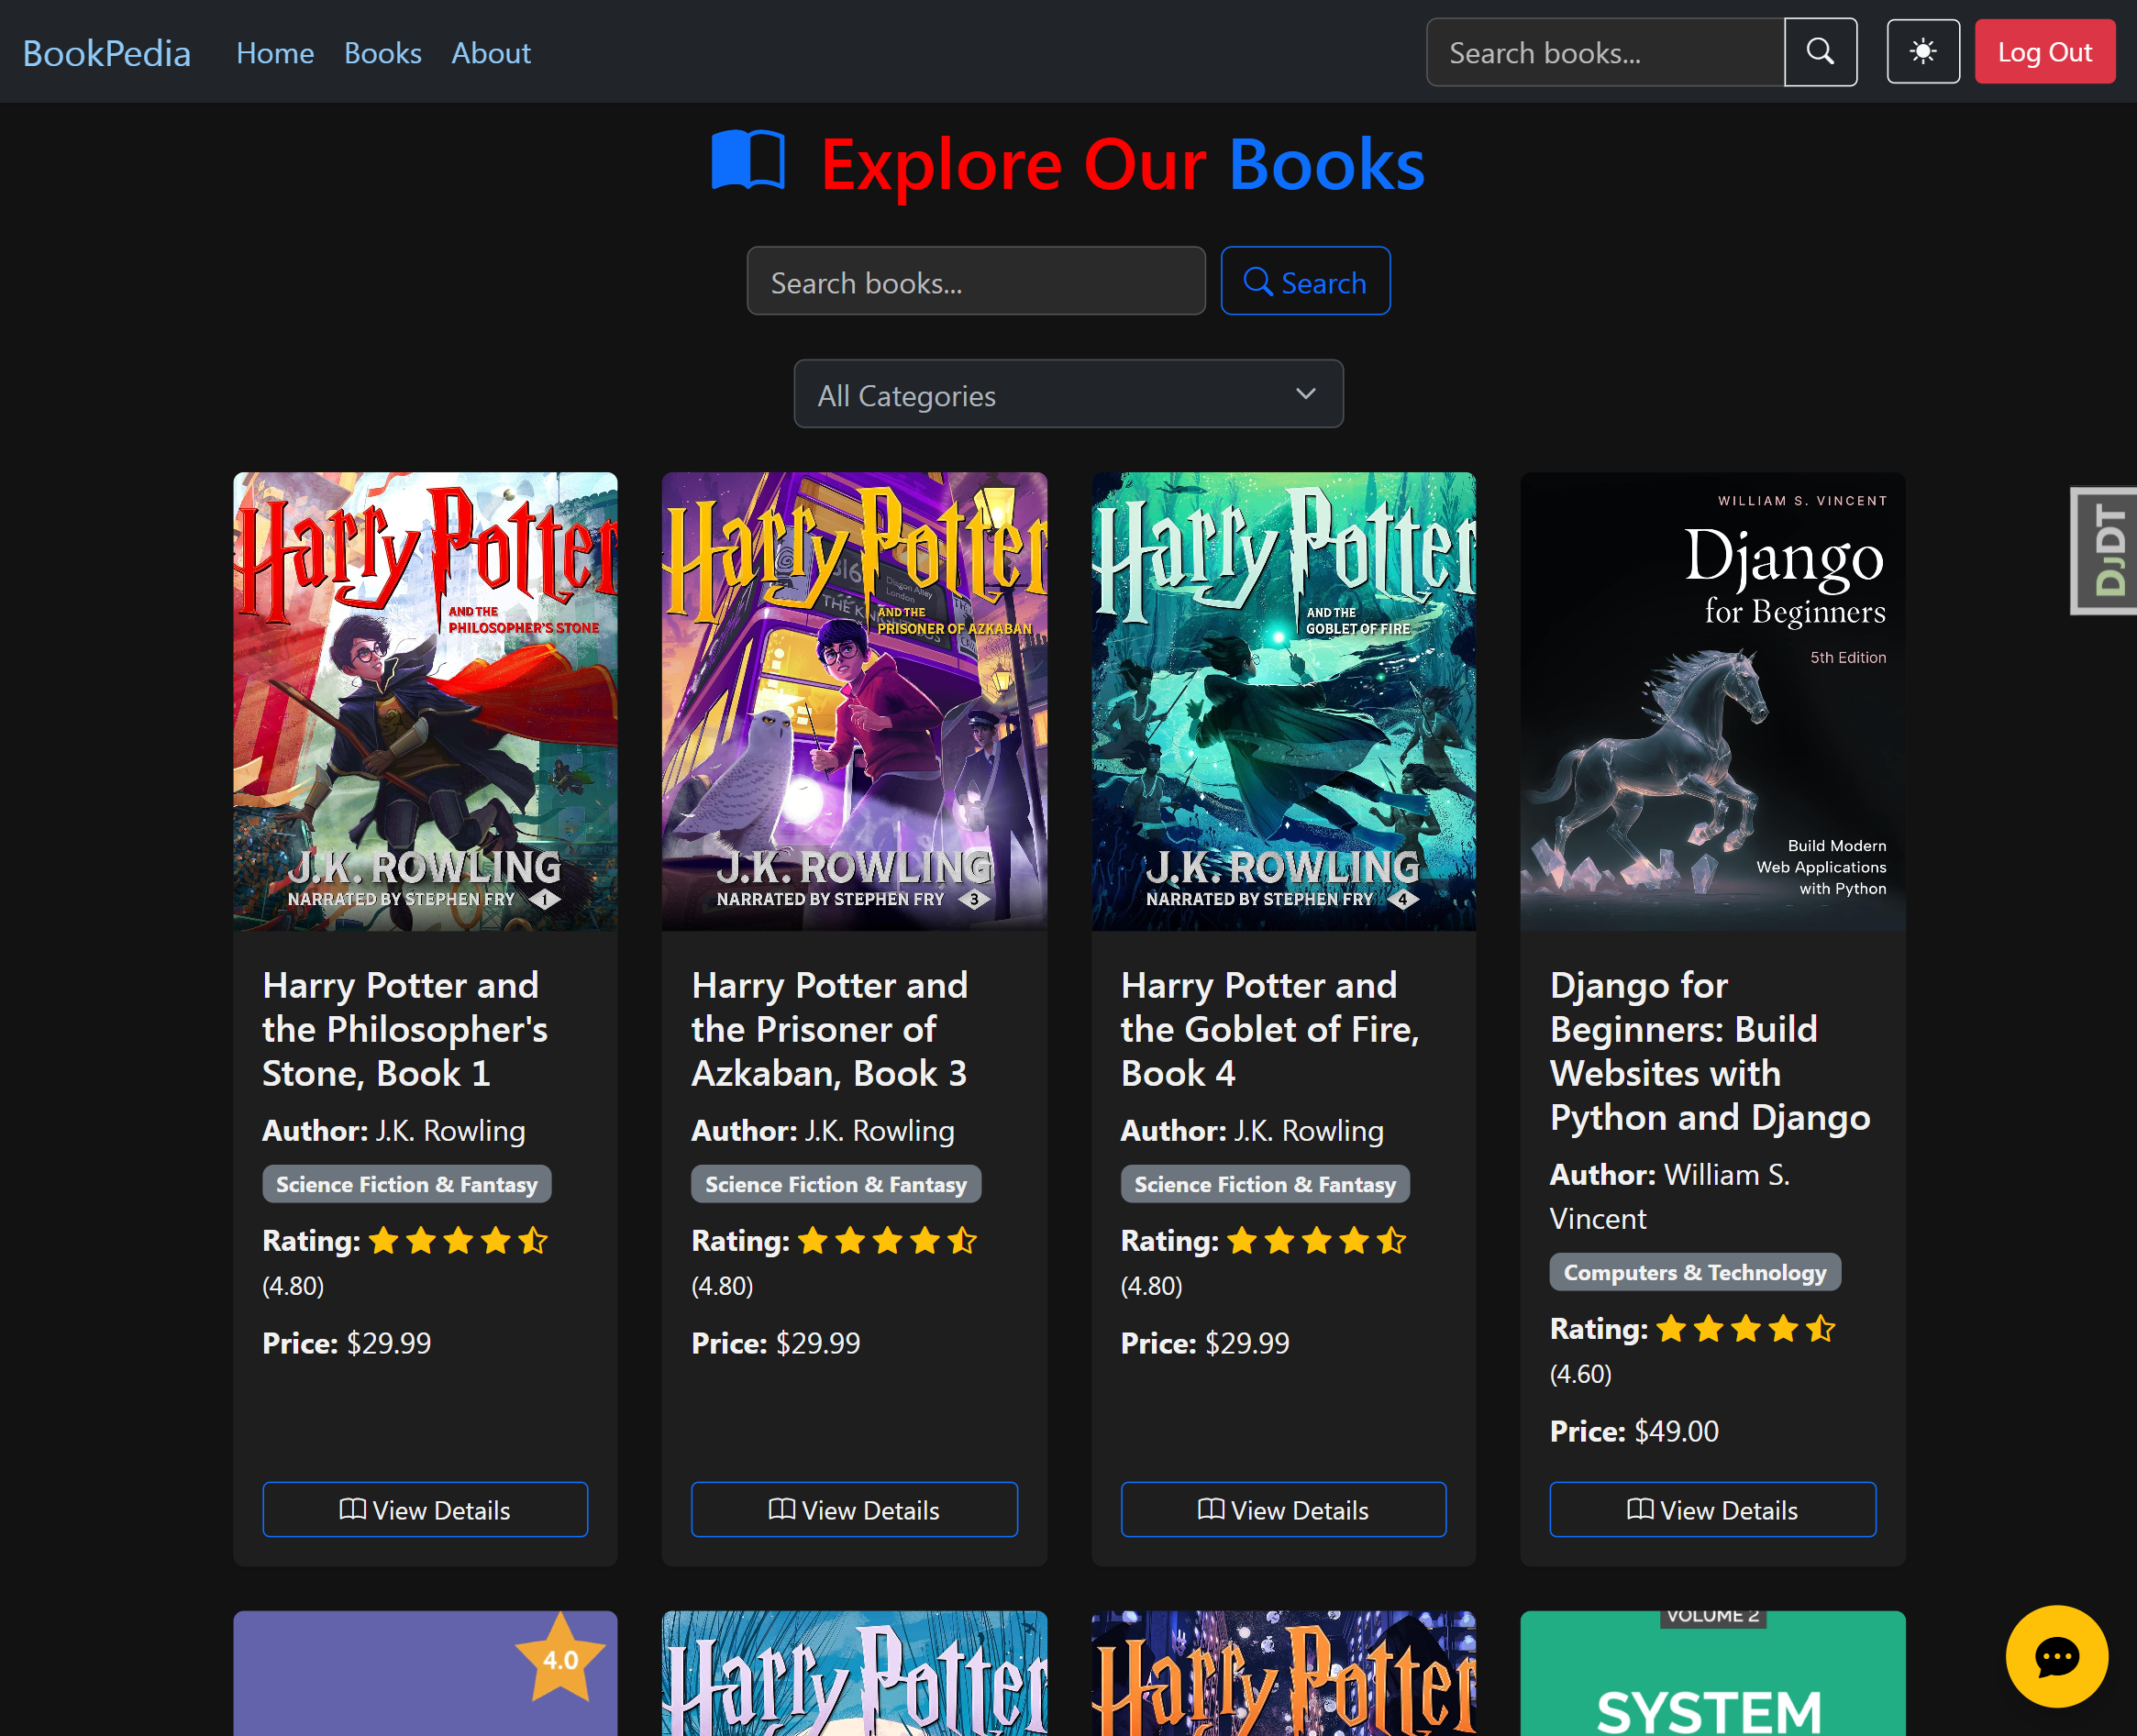 BookPedia
Home
Books
About
Search books...
Log Out
Explore Our Books
Search books...
Search
All Categories
DJDT
Harry Potter
AND THE
PHILOSOPHER'S STONE
J.K. ROWLING
NARRATED BY STEPHEN FRY
1
Harry Potter and
the Philosopher's
Stone, Book 1
Author: J.K. Rowling
Science Fiction & Fantasy
Rating:
(4.80)
Price: $29.99
View Details
Harry Potter
Diagon Alley
London
AND THE
PRISONER OF AZKABAN
J.K. ROWLING
NARRATED BY STEPHEN FRY
3
Harry Potter and
the Prisoner of
Azkaban, Book 3
Author: J.K. Rowling
Science Fiction & Fantasy
Rating:
(4.80)
Price: $29.99
View Details
Harry Potter
AND THE
GOBLET OF FIRE
J.K. ROWLING
NARRATED BY STEPHEN FRY
4
Harry Potter and
the Goblet of Fire,
Book 4
Author: J.K. Rowling
Science Fiction & Fantasy
Rating:
(4.80)
Price: $29.99
View Details
WILLIAM S. VINCENT
Django
for Beginners
5th Edition
Build Modern
Web Applications
with Python
Django for
Beginners: Build
Websites with
Python and Django
Author: William S.
Vincent
Computers & Technology
Rating:
(4.60)
Price: $49.00
View Details
4.0
Harry Potter
Harry Potter
VOLUME 2
SYSTEM